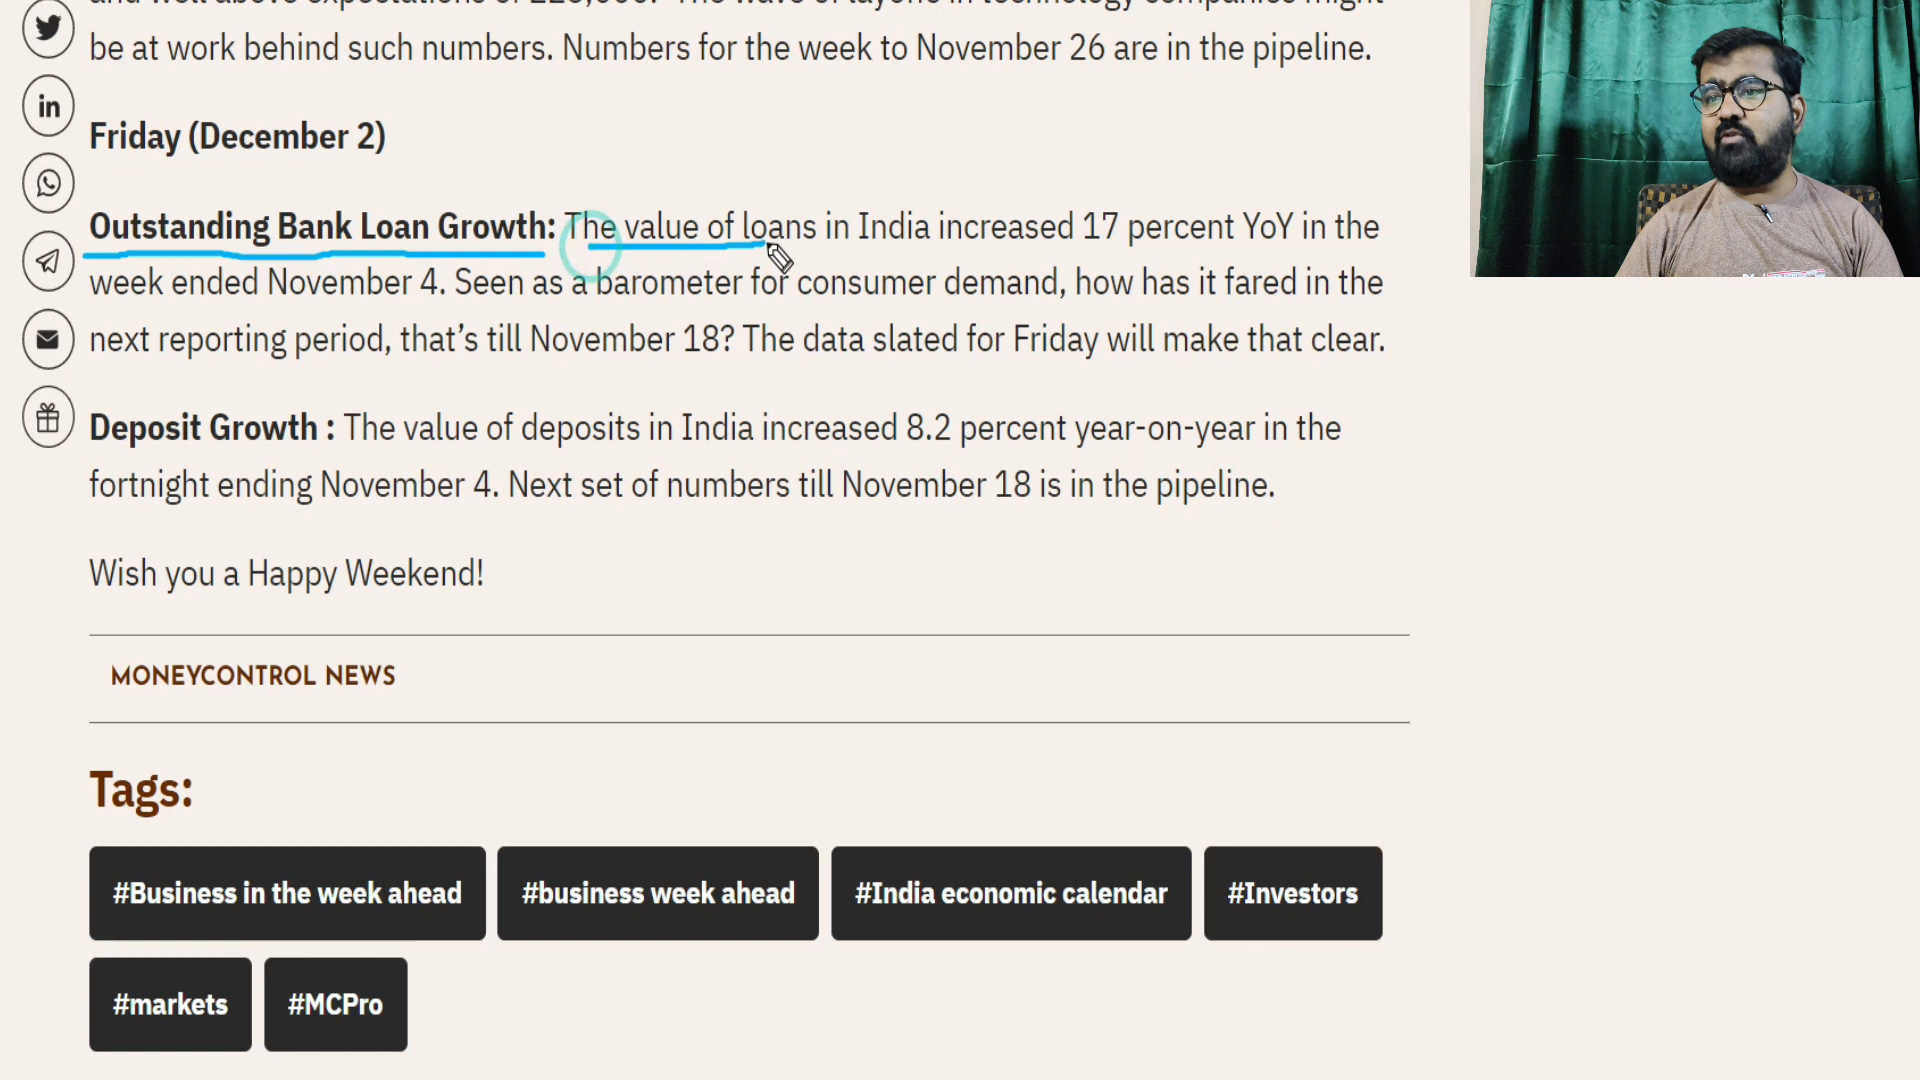 be at work behind such numbers. Numbers for the week to November 26 are in the pipeline.
in
Friday (December 2)
Outstanding Bank Loan Growth: The value of loans in India increased 17 percent YoY in the
week ended November 4. Seen as a barometer for consumer demand, how has it fared in the
next reporting period, that’s till November 18? The data slated for Friday will make that clear.
Deposit Growth : The value of deposits in India increased 8.2 percent year-on-year in the
fortnight ending November 4. Next set of numbers till November 18 is in the pipeline.
Wish you a Happy Weekend!
MONEYCONTROL NEWS
Tags:
#Business in the week ahead
#business week ahead
#India economic calendar
#Investors
#markets
#MCPro